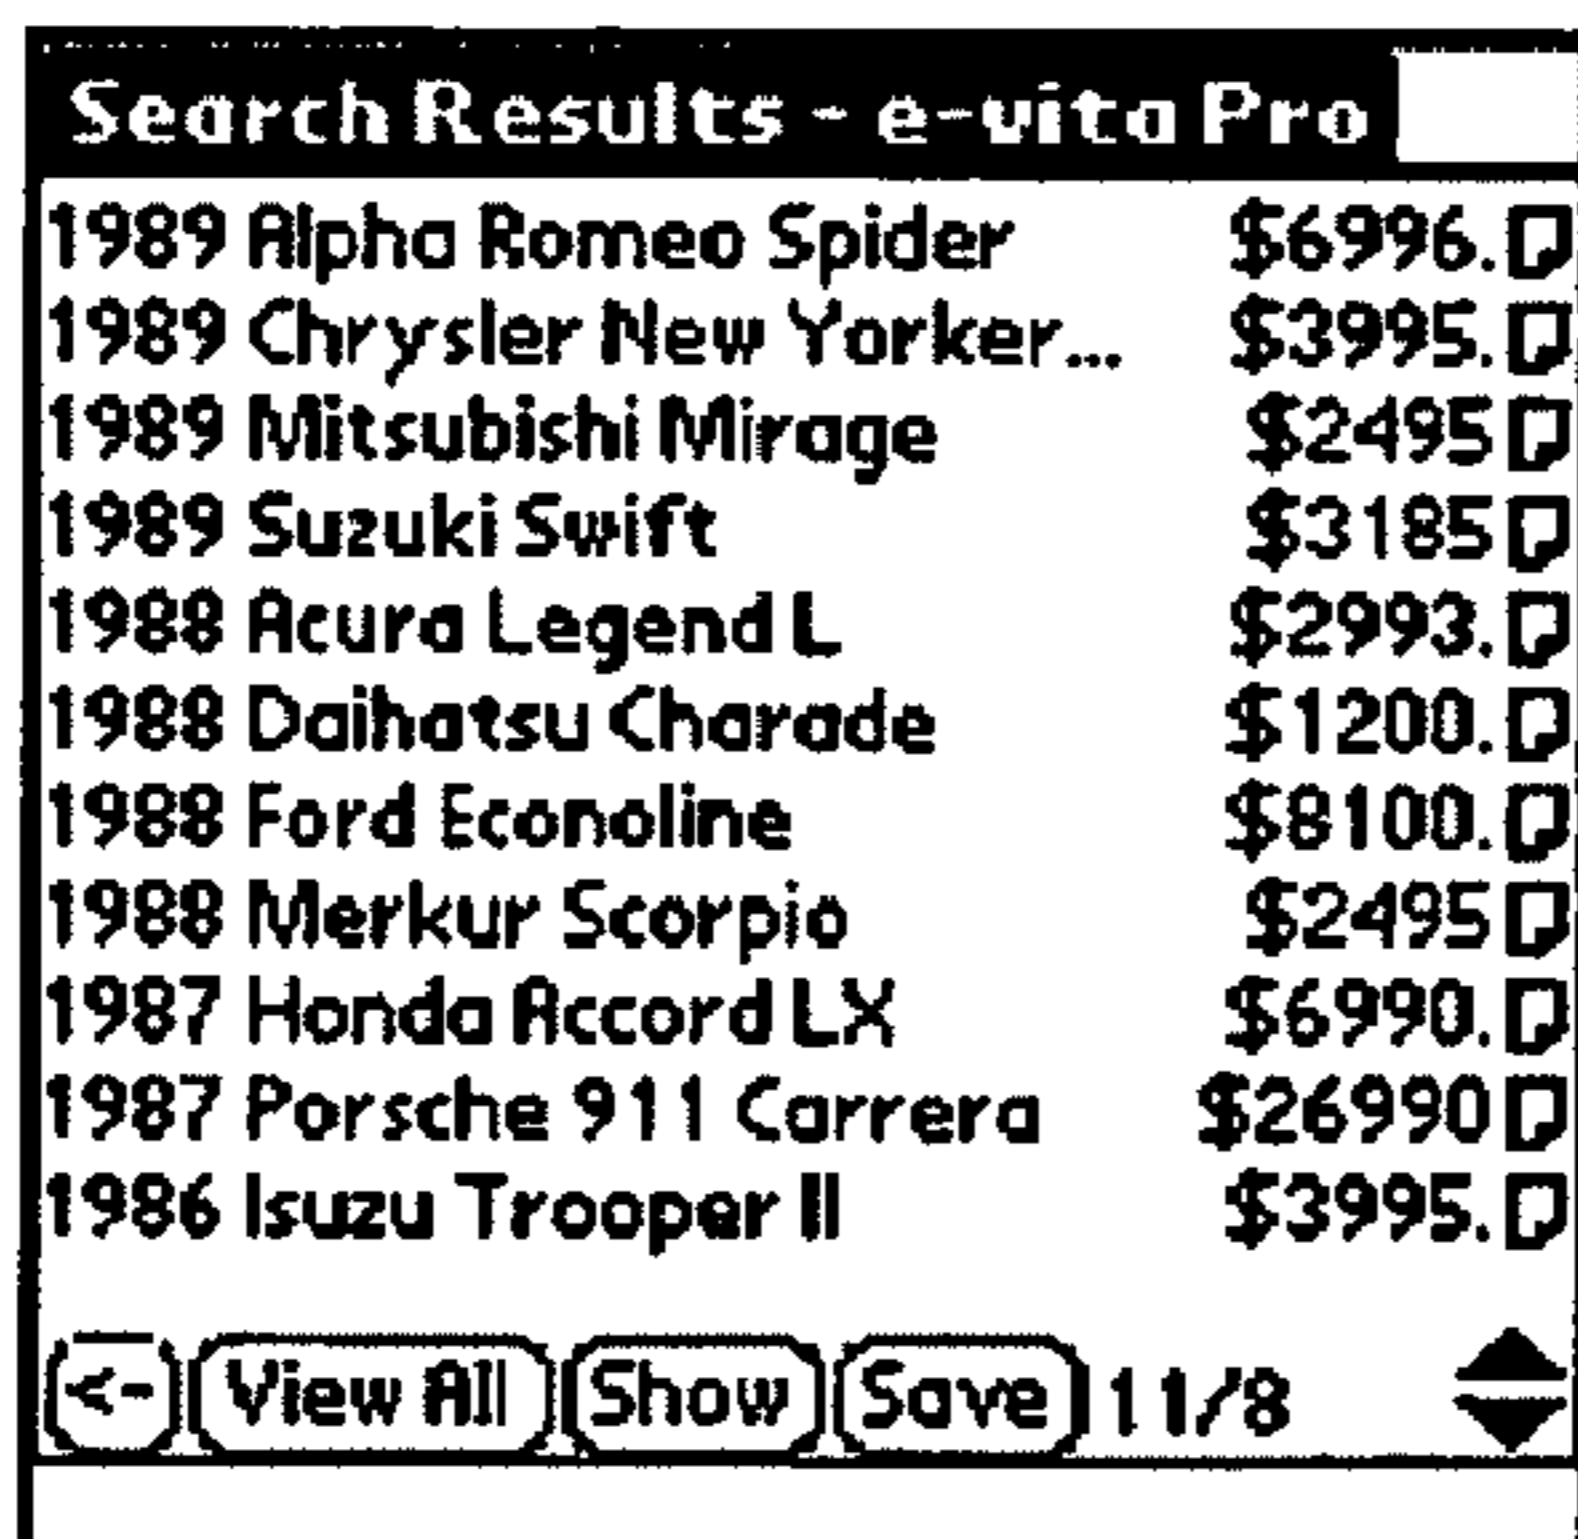 Search Results - e-vita Pro
1989 Alpha Romeo Spider $6996.
1989 Chrysler New Yorker... $3995.
1989 Mitsubishi Mirage $2495
1989 Suzuki Swift $3185
1988 Acura Legend L $2993.
1988 Daihatsu Charade $1200.
1988 Ford Econoline $8100.
1988 Merkur Scorpio $2495
1987 Honda Accord LX $6990.
1987 Porsche 911 Carrera $26990
1986 Isuzu Trooper II $3995.
<- View All Show Save 11/8